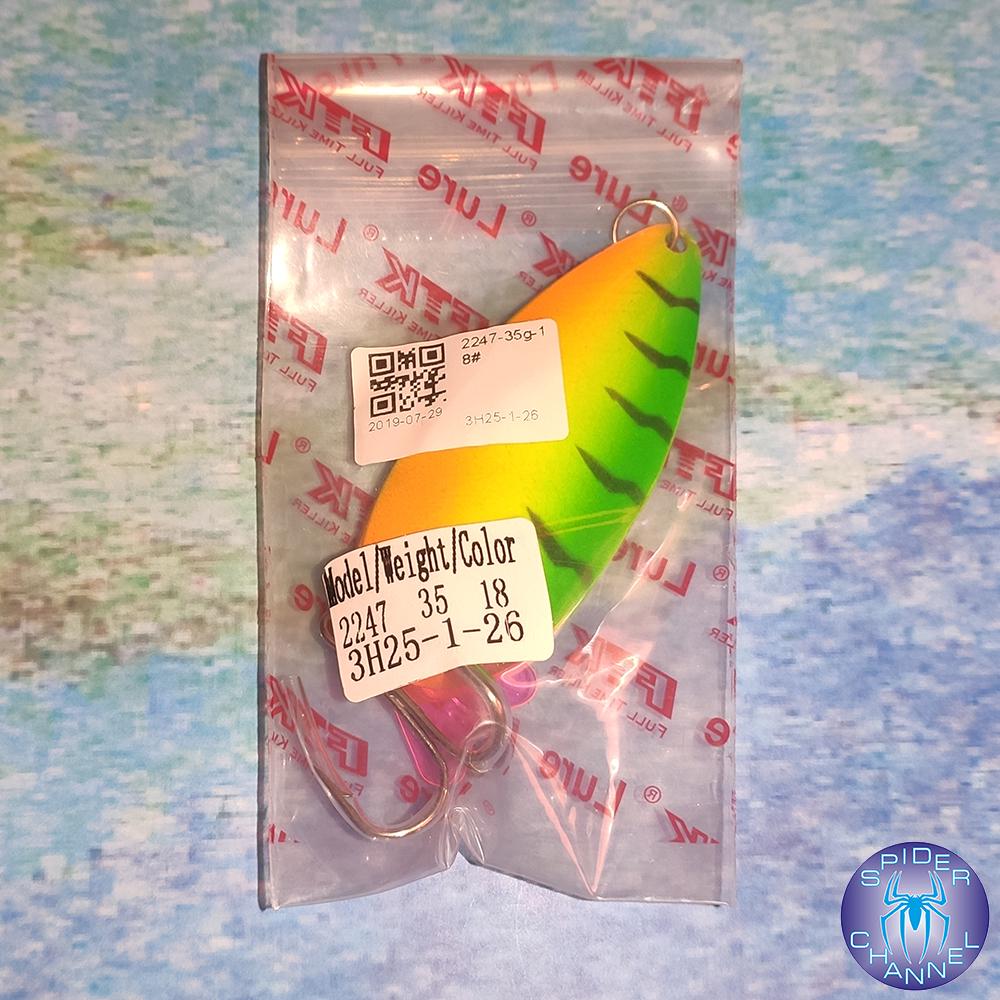 FTK
FULL TIME KILLER
Lure ®
2247-35g-1
8#
2019-07-29 3H25-1-26
Model/Weight/Color
2247 35 18
3H25-1-26
SPIDER
CHANNEL